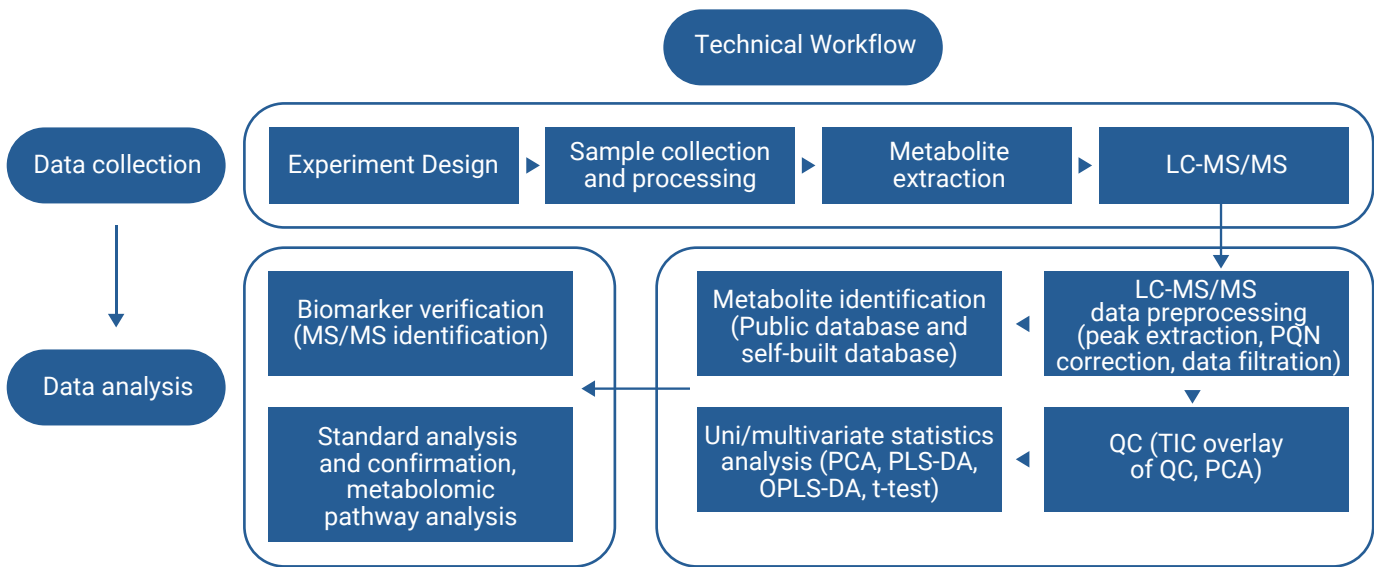 Technical Workflow
Data collection
Experiment Design
Sample collection
and processing
Metabolite
extraction
LC-MS/MS
Data analysis
Biomarker verification
(MS/MS identification)
Standard analysis
and confirmation,
metabolomic
pathway analysis
Metabolite identification
(Public database and
self-built database)
LC-MS/MS
data preprocessing
(peak extraction, PQN
correction, data filtration)
Uni/multivariate statistics
analysis (PCA, PLS-DA,
OPLS-DA, t-test)
QC (TIC overlay
of QC, PCA)